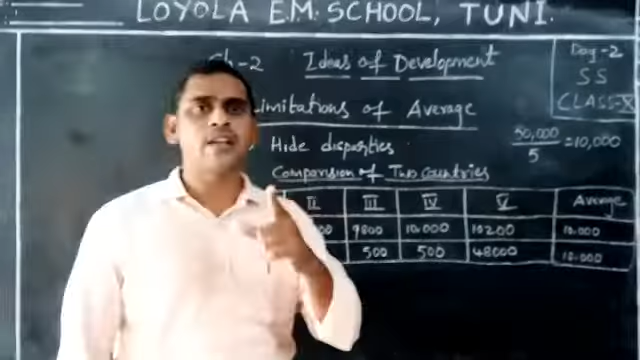 LOYOLA E.M. SCHOOL, TUNI.
Day-2
Ch-2 Ideas of Development
SS
CLASS-X
Limitations of Average
Hide disparties
50,000/5 = 10,000
Comparision of Two Countries
II III IV V Average
9800 10.000 10200 10.000
500 500 48000 10.000